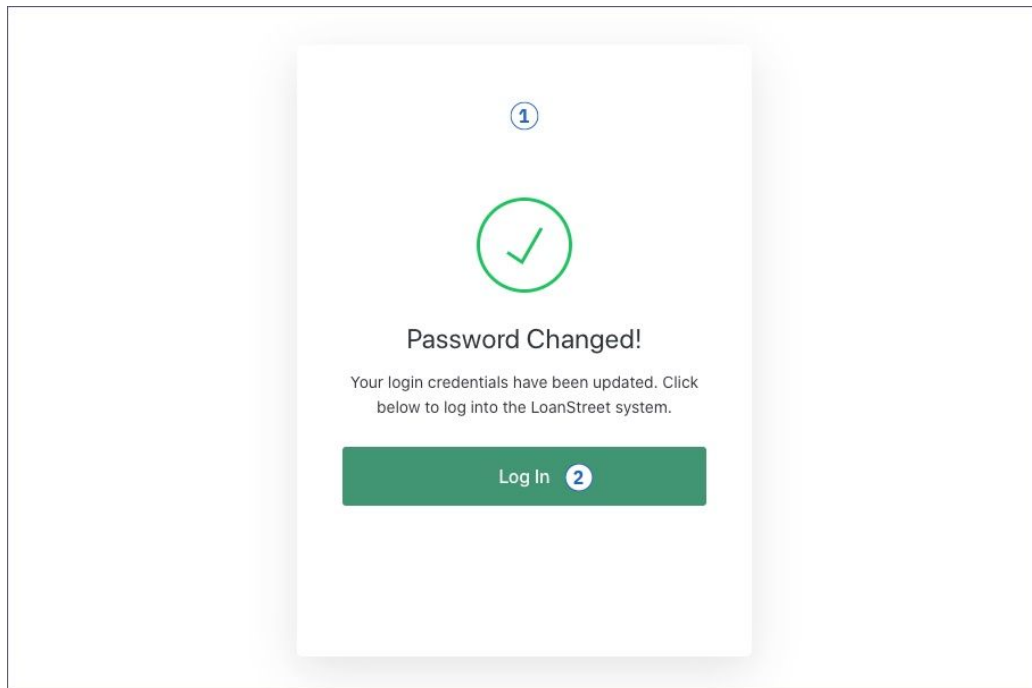 1
Password Changed!
Your login credentials have been updated. Click
below to log into the LoanStreet system.
Log In 2